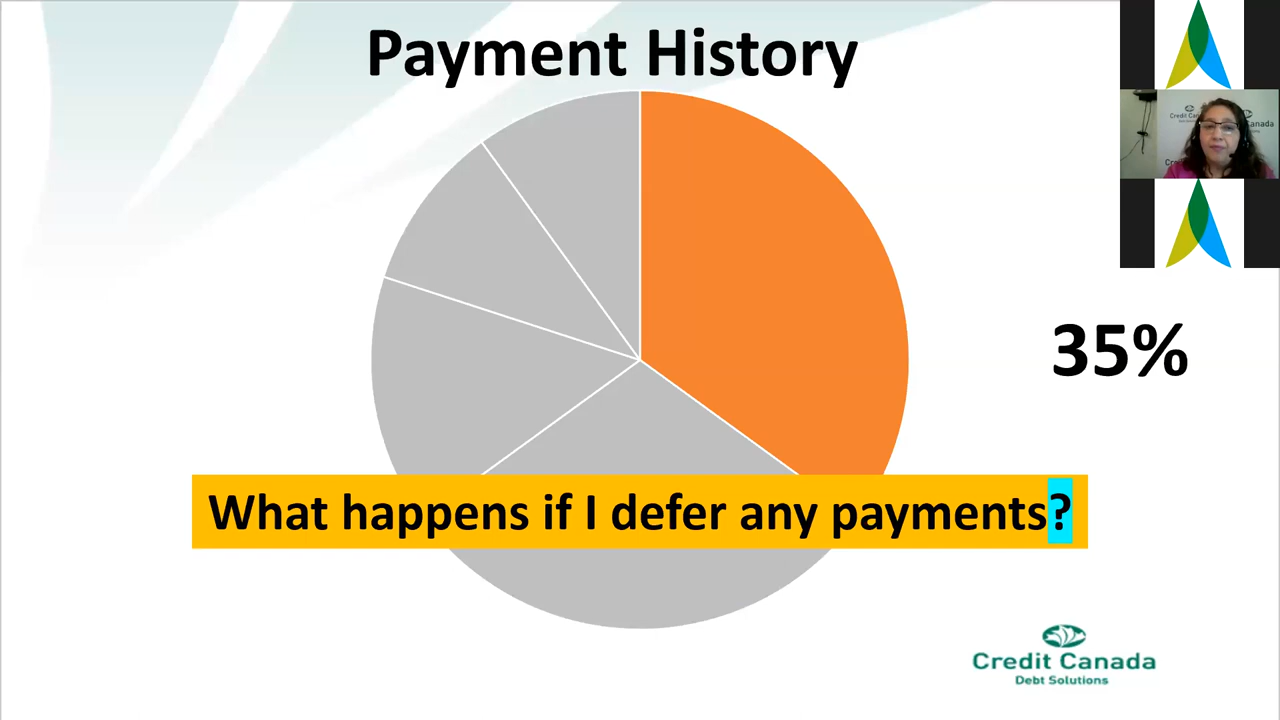 Payment History
35%
What happens if I defer any payments?
Credit Canada
Debt Solutions